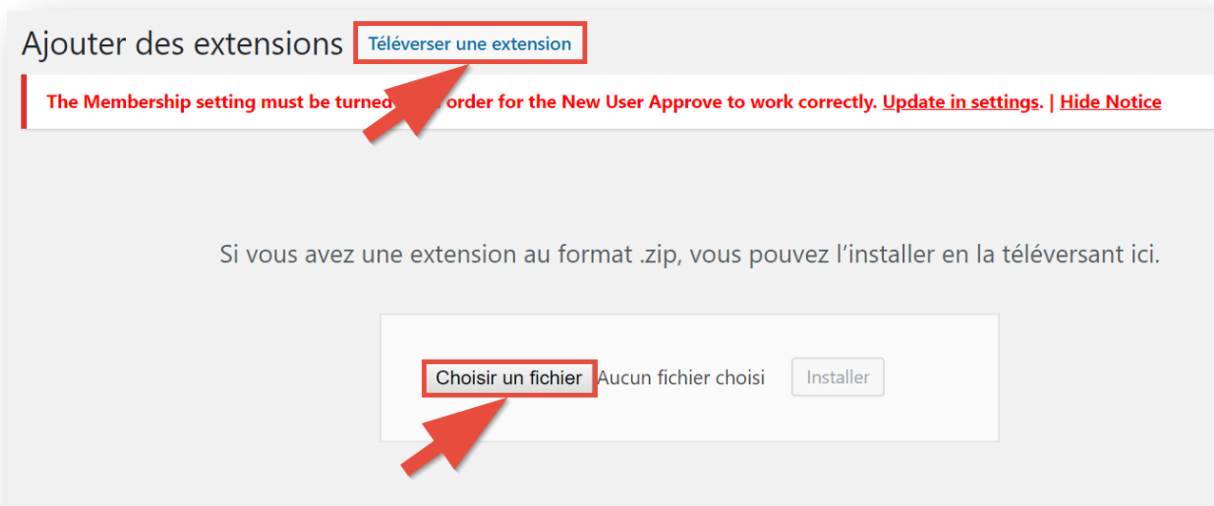 Ajouter des extensions Téléverser une extension
The Membership setting must be turned order for the New User Approve to work correctly. Update in settings. | Hide Notice
Si vous avez une extension au format .zip, vous pouvez l’installer en la téléversant ici.
Choisir un fichier Aucun fichier choisi Installer